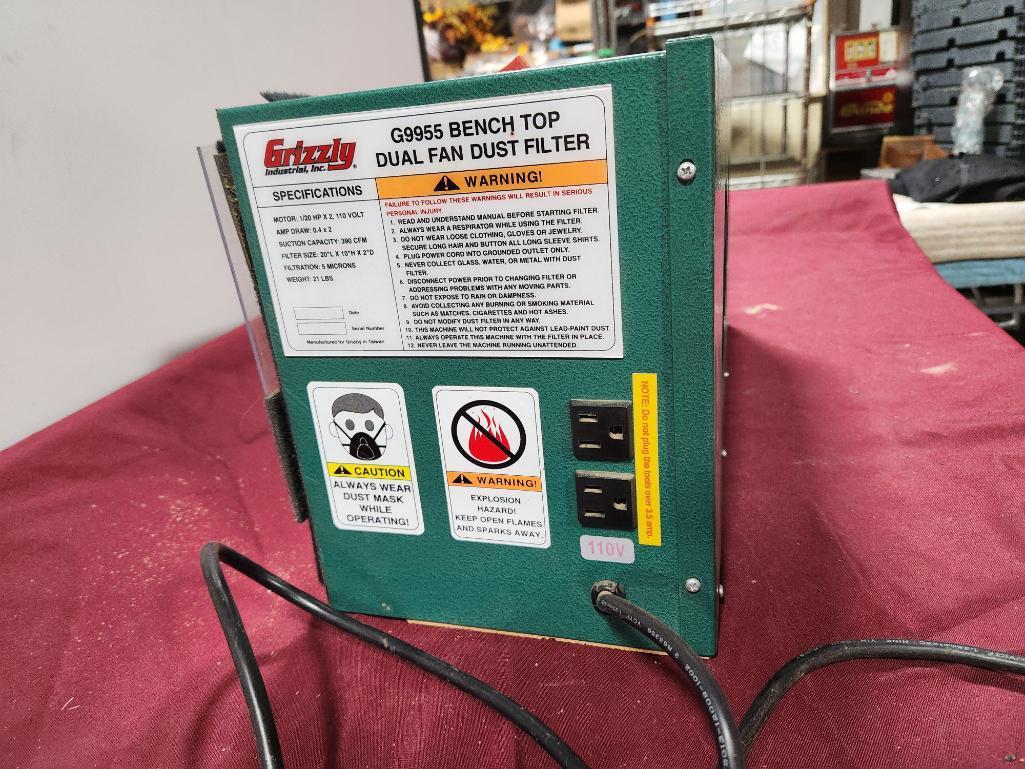 Grizzly
Industrial, Inc.
G9955 BENCH TOP
DUAL FAN DUST FILTER
SPECIFICATIONS
MOTOR: 1/20 HP X 2, 110 VOLT
AMP DRAW: 0.4 x 2
SUCTION CAPACITY: 390 CFM
FILTER SIZE: 20"L X 10"H X 2"D
FILTRATION: 5 MICRONS
WEIGHT: 21 LBS.
Date
Serial Number
Manufactured for Grizzly in Taiwan
WARNING!
FAILURE TO FOLLOW THESE WARNINGS WILL RESULT IN SERIOUS
PERSONAL INJURY.
1. READ AND UNDERSTAND MANUAL BEFORE STARTING FILTER.
2. ALWAYS WEAR A RESPIRATOR WHILE USING THE FILTER.
3. DO NOT WEAR LOOSE CLOTHING, GLOVES OR JEWELRY.
SECURE LONG HAIR AND BUTTON ALL LONG SLEEVE SHIRTS.
4. PLUG POWER CORD INTO GROUNDED OUTLET ONLY.
5. NEVER COLLECT GLASS, WATER, OR METAL WITH DUST
FILTER.
6. DISCONNECT POWER PRIOR TO CHANGING FILTER OR
ADDRESSING PROBLEMS WITH ANY MOVING PARTS.
7. DO NOT EXPOSE TO RAIN OR DAMPNESS.
8. AVOID COLLECTING ANY BURNING OR SMOKING MATERIAL
SUCH AS MATCHES, CIGARETTES AND HOT ASHES.
9. DO NOT MODIFY DUST FILTER IN ANY WAY.
10. THIS MACHINE WILL NOT PROTECT AGAINST LEAD-PAINT DUST
11. ALWAYS OPERATE THIS MACHINE WITH THE FILTER IN PLACE.
12. NEVER LEAVE THE MACHINE RUNNING UNATTENDED.
CAUTION
ALWAYS WEAR
DUST MASK
WHILE
OPERATING!
WARNING!
EXPLOSION
HAZARD!
KEEP OPEN FLAMES
AND SPARKS AWAY.
NOTE: Do not plug the tools over 3.5 amp.
110V